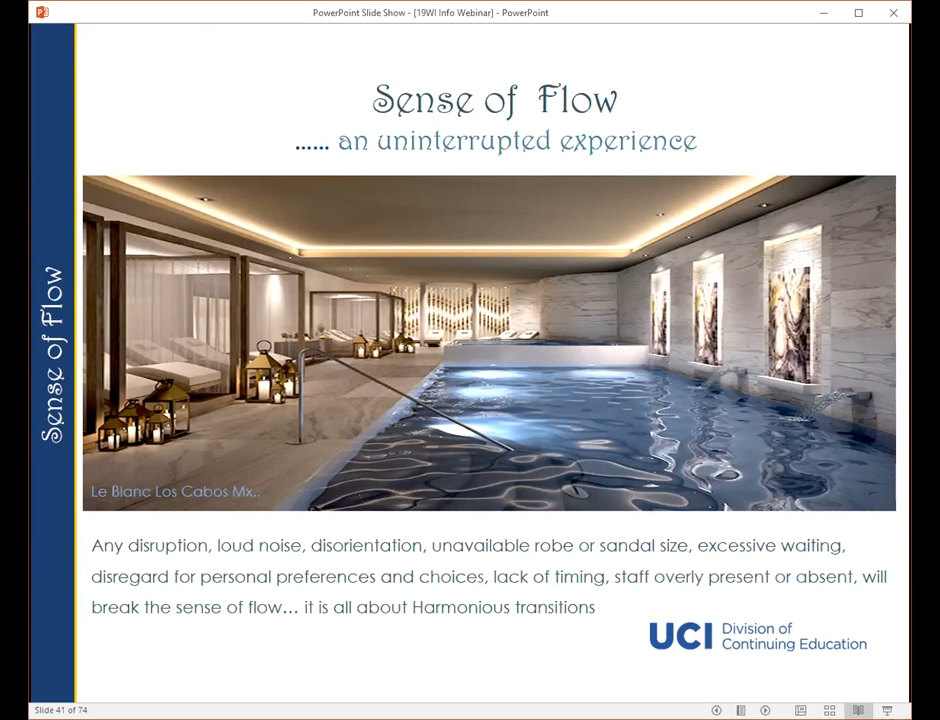 PowerPoint Slide Show - [19WI Info Webinar] - PowerPoint
Sense of Flow
...... an uninterrupted experience
Sense of Flow
Le Blanc Los Cabos Mx..
Any disruption, loud noise, disorientation, unavailable robe or sandal size, excessive waiting,
disregard for personal preferences and choices, lack of timing, staff overly present or absent, will
break the sense of flow... it is all about Harmonious transitions
UCI Division of
Continuing Education
Slide 41 of 74